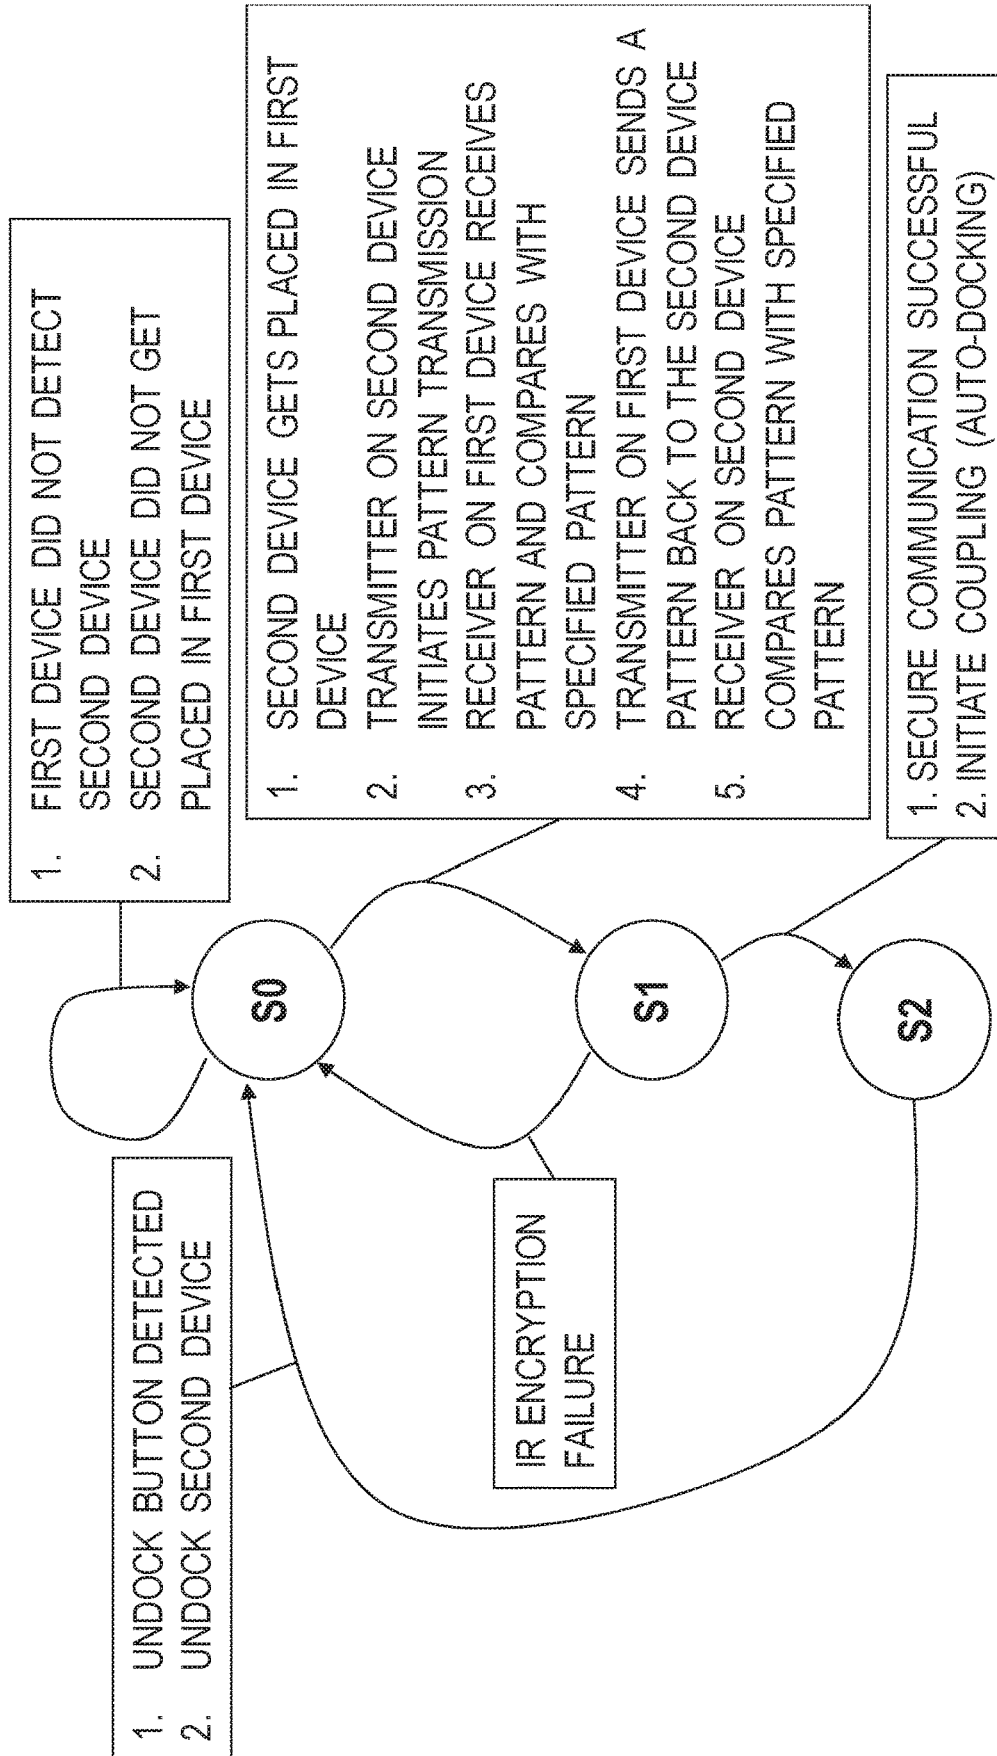 1. UNDOCK BUTTON DETECTED
2. UNDOCK SECOND DEVICE
1. FIRST DEVICE DID NOT DETECT
SECOND DEVICE
2. SECOND DEVICE DID NOT GET
PLACED IN FIRST DEVICE
S0
1. SECOND DEVICE GETS PLACED IN FIRST
DEVICE
2. TRANSMITTER ON SECOND DEVICE
INITIATES PATTERN TRANSMISSION
3. RECEIVER ON FIRST DEVICE RECEIVES
PATTERN AND COMPARES WITH
SPECIFIED PATTERN
4. TRANSMITTER ON FIRST DEVICE SENDS A
PATTERN BACK TO THE SECOND DEVICE
5. RECEIVER ON SECOND DEVICE
COMPARES PATTERN WITH SPECIFIED
PATTERN
IR ENCRYPTION
FAILURE
S1
S2
1. SECURE COMMUNICATION SUCCESSFUL
2. INITIATE COUPLING (AUTO-DOCKING)